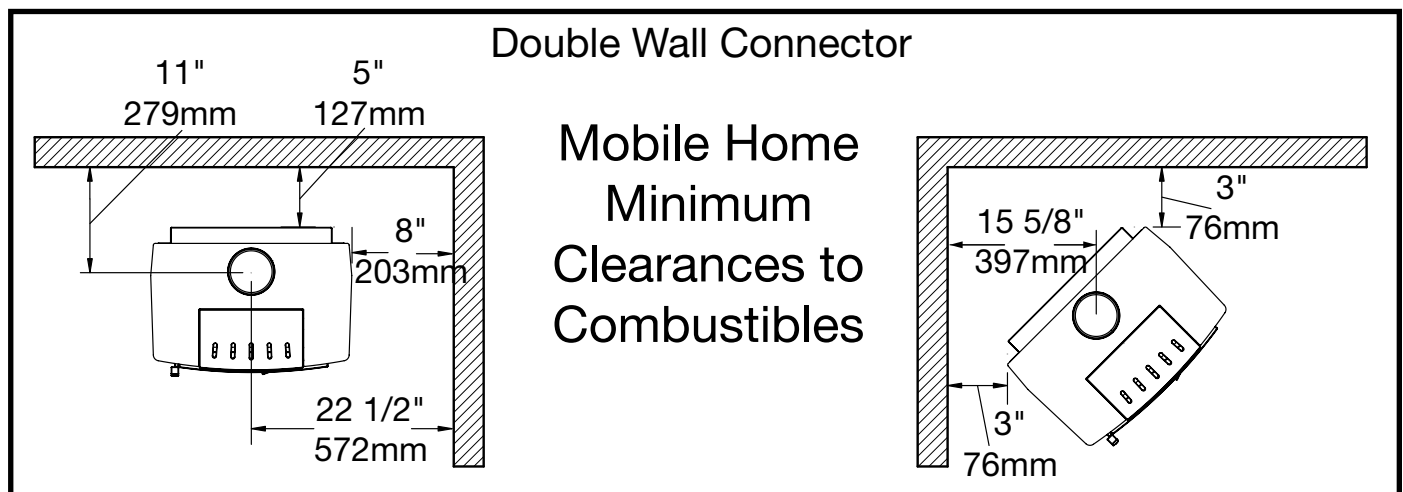 Double Wall Connector
11"
279mm
5"
127mm
8"
203mm
22 1/2"
572mm
Mobile Home
Minimum
Clearances to
Combustibles
15 5/8"
397mm
3"
76mm
3"
76mm